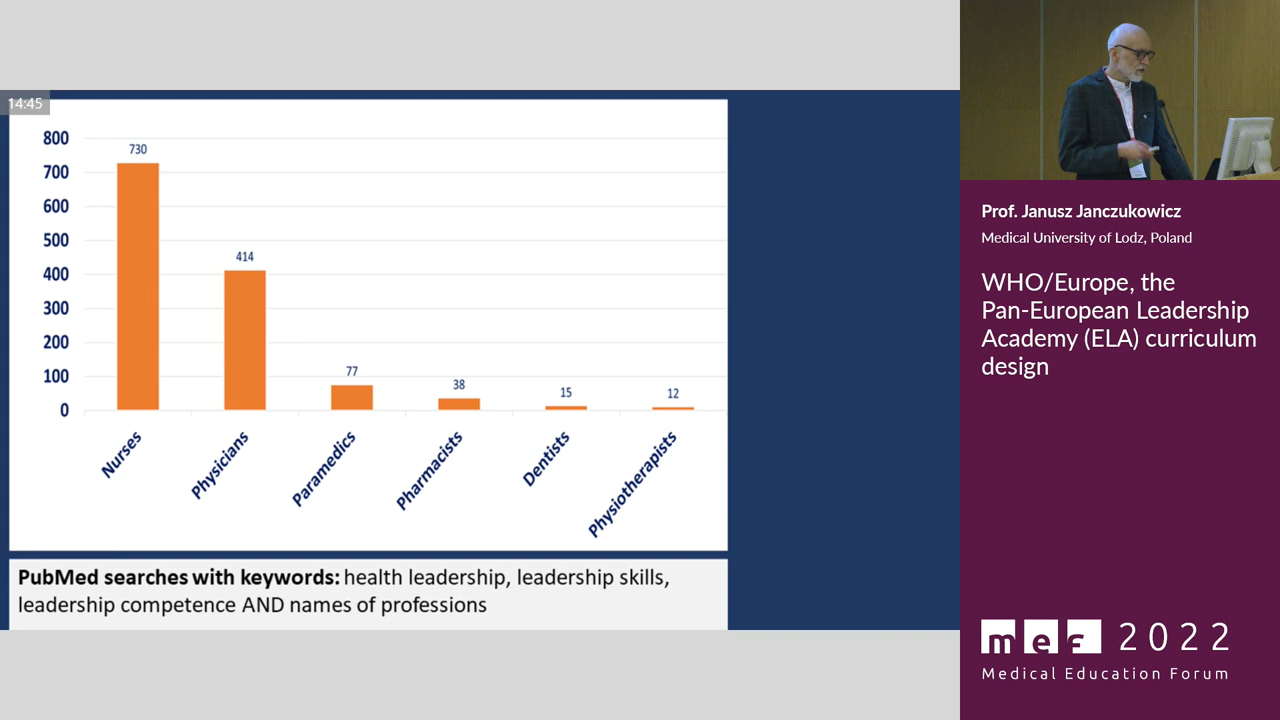 14:45
800
700
600
500
400
300
200
100
0
730
414
77
38
15
12
Nurses
Physicians
Paramedics
Pharmacists
Dentists
Physiotherapists
PubMed searches with keywords: health leadership, leadership skills,
leadership competence AND names of professions
Prof. Janusz Janczukowicz
Medical University of Lodz, Poland
WHO/Europe, the
Pan-European Leadership
Academy (ELA) curriculum
design
mef 2022
Medical Education Forum